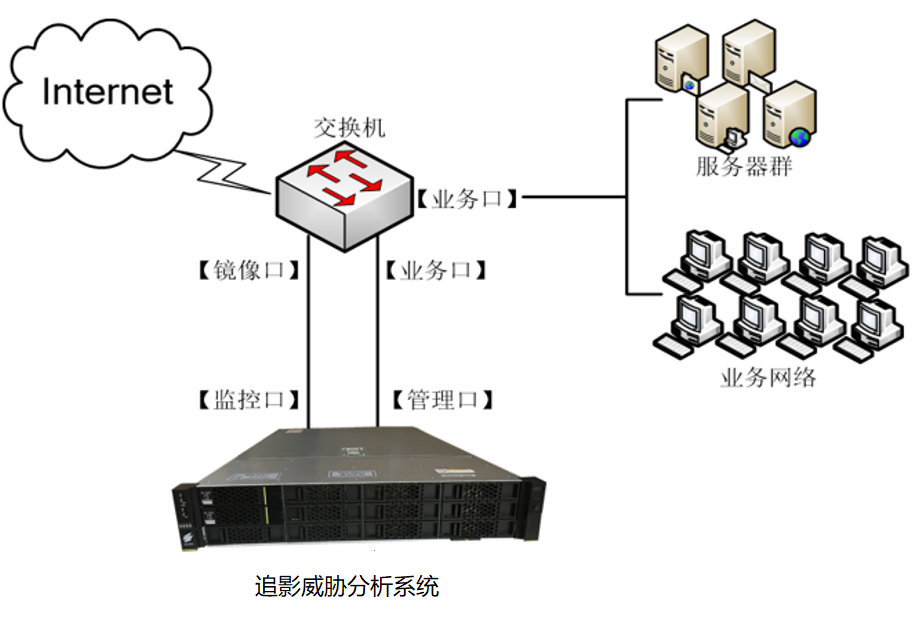 Internet
交换机
【业务口】
服务器群
【镜像口】
【业务口】
业务网络
【监控口】
【管理口】
追影威胁分析系统